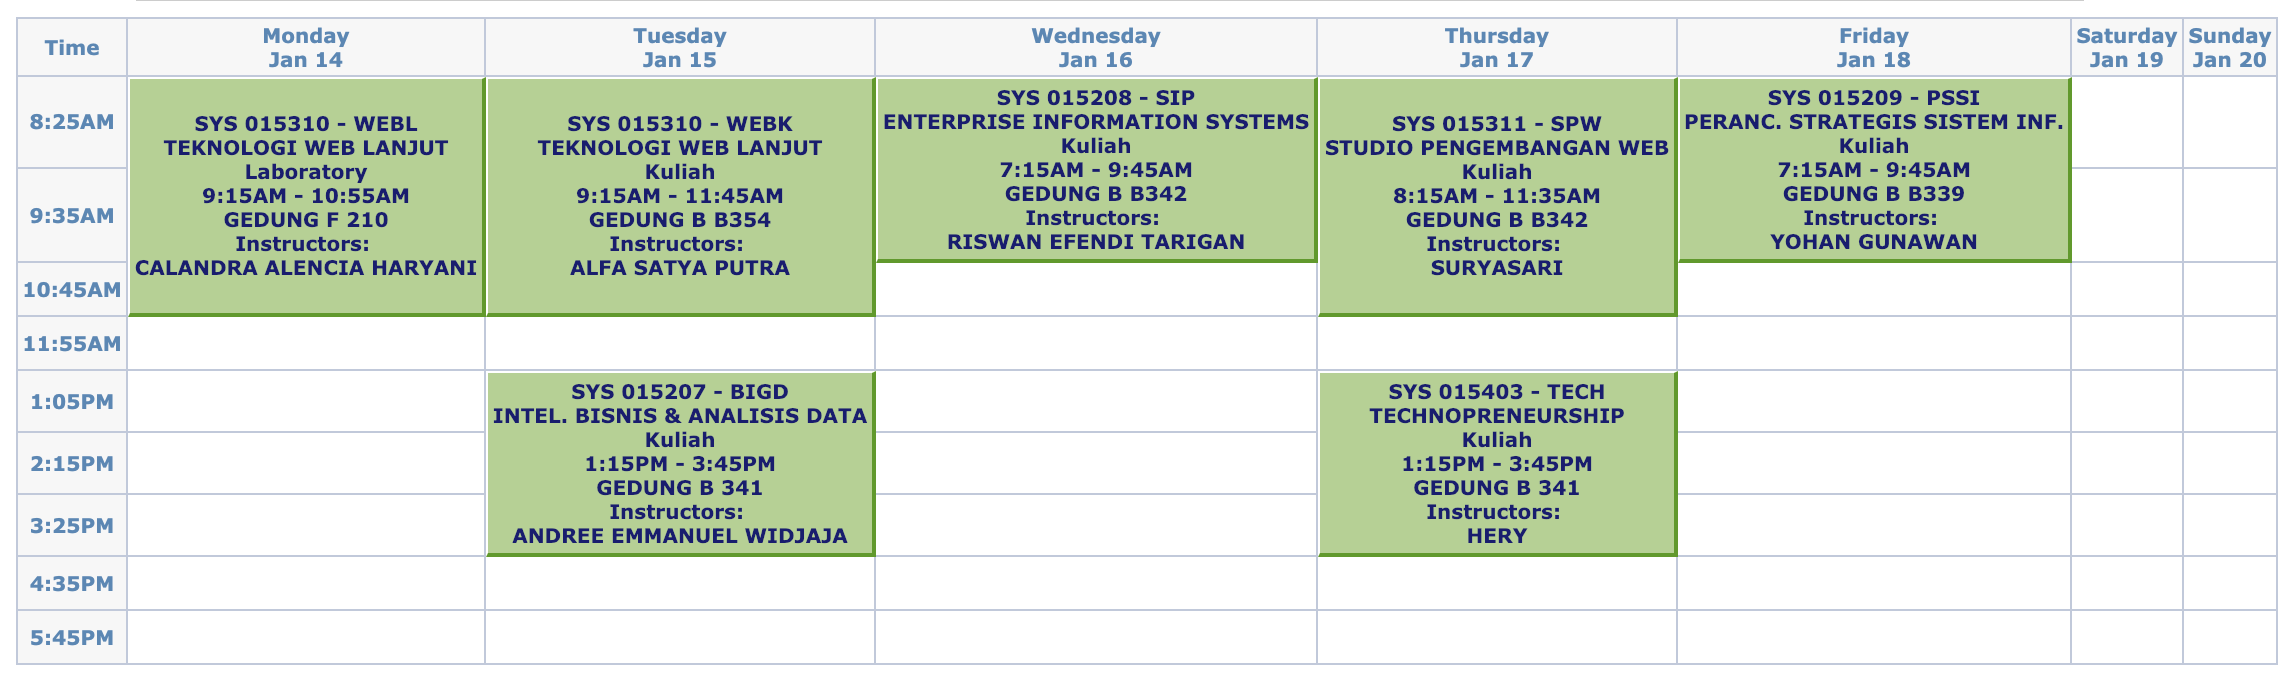 Time
Monday
Jan 14
Tuesday
Jan 15
Wednesday
Jan 16
Thursday
Jan 17
Friday
Jan 18
Saturday
Jan 19
Sunday
Jan 20
8:25AM
9:35AM
10:45AM
11:55AM
1:05PM
2:15PM
3:25PM
4:35PM
5:45PM
SYS 015310 - WEBL
TEKNOLOGI WEB LANJUT
Laboratory
9:15AM - 10:55AM
GEDUNG F 210
Instructors:
CALANDRA ALENCIA HARYANI
SYS 015310 - WEBK
TEKNOLOGI WEB LANJUT
Kuliah
9:15AM - 11:45AM
GEDUNG B B354
Instructors:
ALFA SATYA PUTRA
SYS 015208 - SIP
ENTERPRISE INFORMATION SYSTEMS
Kuliah
7:15AM - 9:45AM
GEDUNG B B342
Instructors:
RISWAN EFENDI TARIGAN
SYS 015311 - SPW
STUDIO PENGEMBANGAN WEB
Kuliah
8:15AM - 11:35AM
GEDUNG B B342
Instructors:
SURYASARI
SYS 015209 - PSSI
PERANC. STRATEGIS SISTEM INF.
Kuliah
7:15AM - 9:45AM
GEDUNG B B339
Instructors:
YOHAN GUNAWAN
SYS 015207 - BIGD
INTEL. BISNIS & ANALISIS DATA
Kuliah
1:15PM - 3:45PM
GEDUNG B 341
Instructors:
ANDREE EMMANUEL WIDJAJA
SYS 015403 - TECH
TECHNOPRENEURSHIP
Kuliah
1:15PM - 3:45PM
GEDUNG B 341
Instructors:
HERY